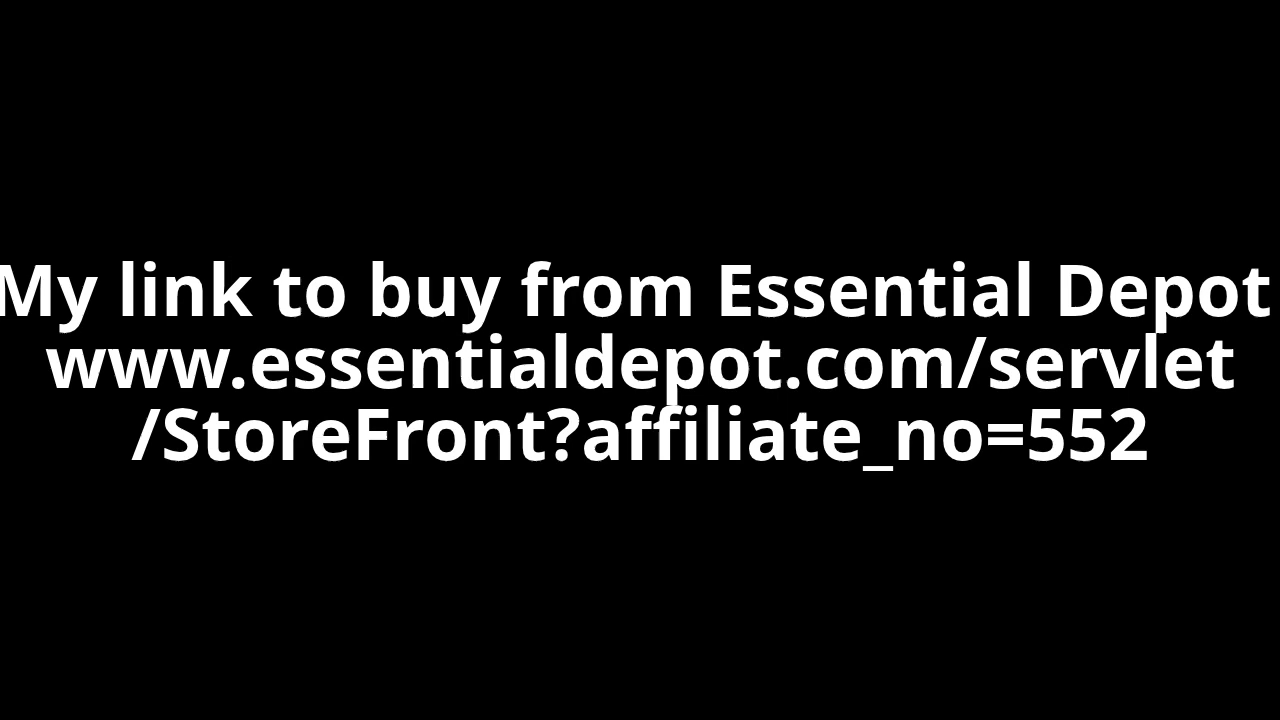 My link to buy from Essential Depot
www.essentialdepot.com/servlet
/StoreFront?affiliate_no=552